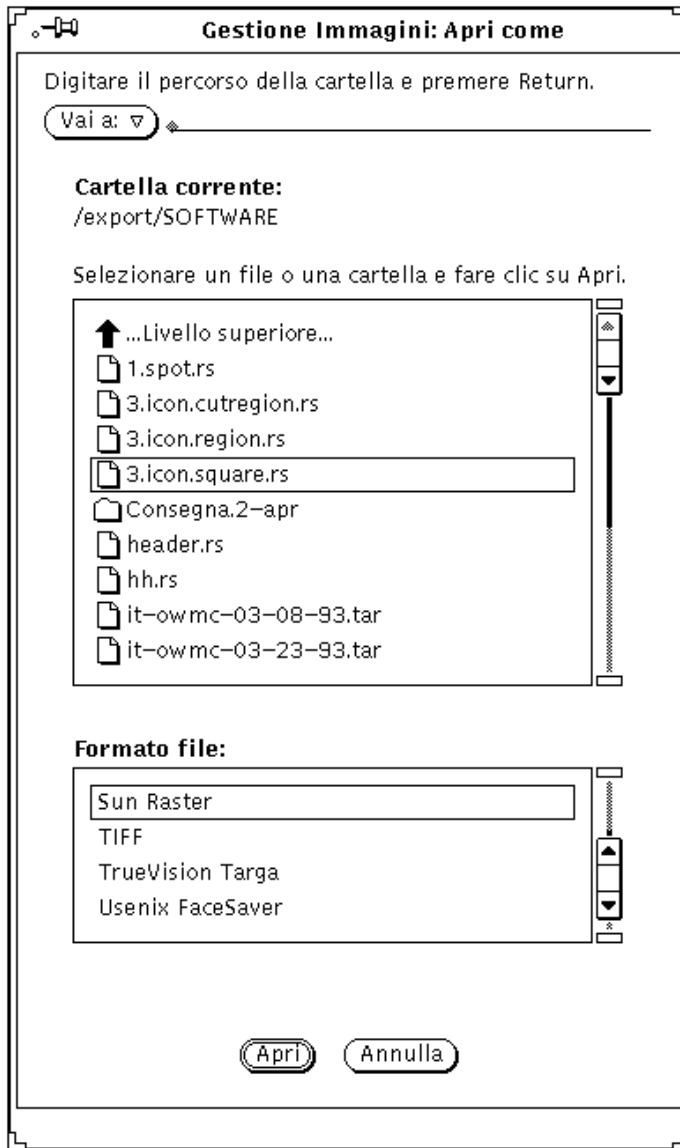 Gestione Immagini: Apri come
Digitare il percorso della cartella e premere Return.
Vai a:
Cartella corrente:
/export/SOFTWARE
Selezionare un file o una cartella e fare clic su Apri.
...Livello superiore...
1.spot.rs
3.icon.cutregion.rs
3.icon.region.rs
3.icon.square.rs
Consegna.2-apr
header.rs
hh.rs
it-owmc-03-08-93.tar
it-owmc-03-23-93.tar
Formato file:
Sun Raster
TIFF
TrueVision Targa
Usenix FaceSaver
Apri
Annulla